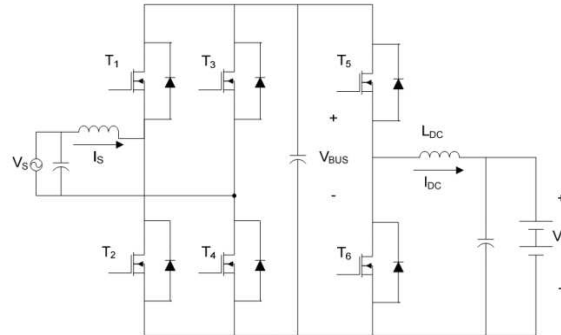 T1
T3
T5
+
LDC
VS
IS
VBUS
IDC
+
V
-
-
T2
T4
T6